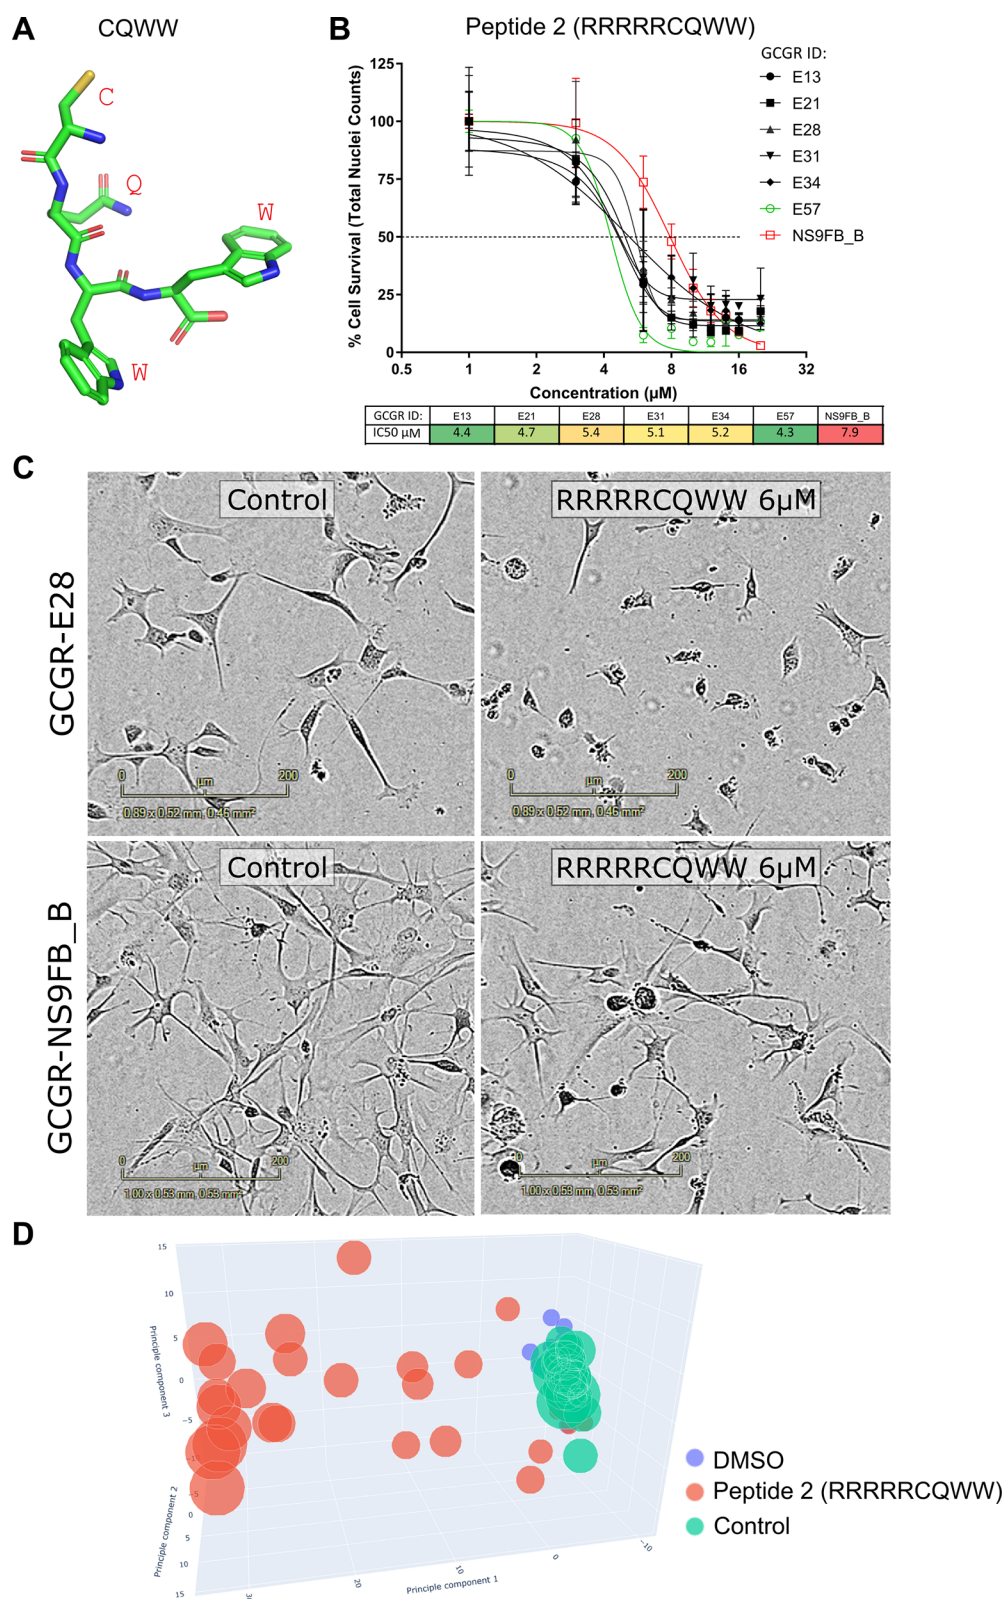 A
CQWW
C
Q
W
W
B
Peptide 2 (RRRRRCQWW)
GCGR ID:
E13
E21
E28
E31
E34
E57
NS9FB_B
% Cell Survival (Total Nuclei Counts)
125
100
75
50
25
0
0.5 1 2 4 8 16 32
Concentration (µM)
GCGR ID: E13 E21 E28 E31 E34 E57 NS9FB_B
IC50 µM 4.4 4.7 5.4 5.1 5.2 4.3 7.9
C
GCGR-E28
Control
0 µm 200
0.89 x 0.52 mm, 0.46 mm²
RRRRRCQWW 6µM
0 µm 200
0.89 x 0.52 mm, 0.46 mm²
GCGR-NS9FB_B
Control
0 µm 200
1.00 x 0.53 mm, 0.53 mm²
RRRRRCQWW 6µM
0 µm 200
1.00 x 0.53 mm, 0.53 mm²
D
Principle component 3
15
10
5
0
−5
Principle component 2
−5
0
5
10
15
20
10
0
−10
Principle component 1
DMSO
Peptide 2 (RRRRRCQWW)
Control